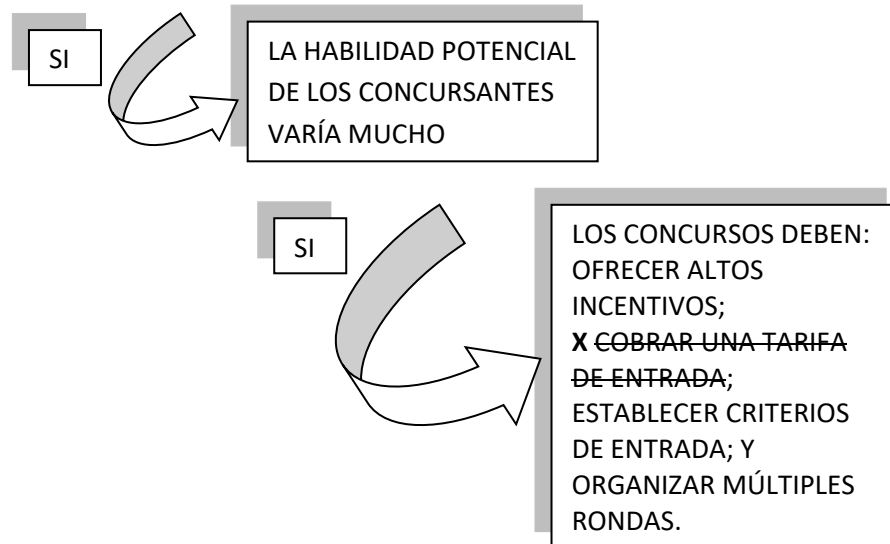 SI
LA HABILIDAD POTENCIAL
DE LOS CONCURSANTES
VARÍA MUCHO
SI
LOS CONCURSOS DEBEN:
OFRECER ALTOS
INCENTIVOS;
X COBRAR UNA TARIFA
DE ENTRADA;
ESTABLECER CRITERIOS
DE ENTRADA; Y
ORGANIZAR MÚLTIPLES
RONDAS.